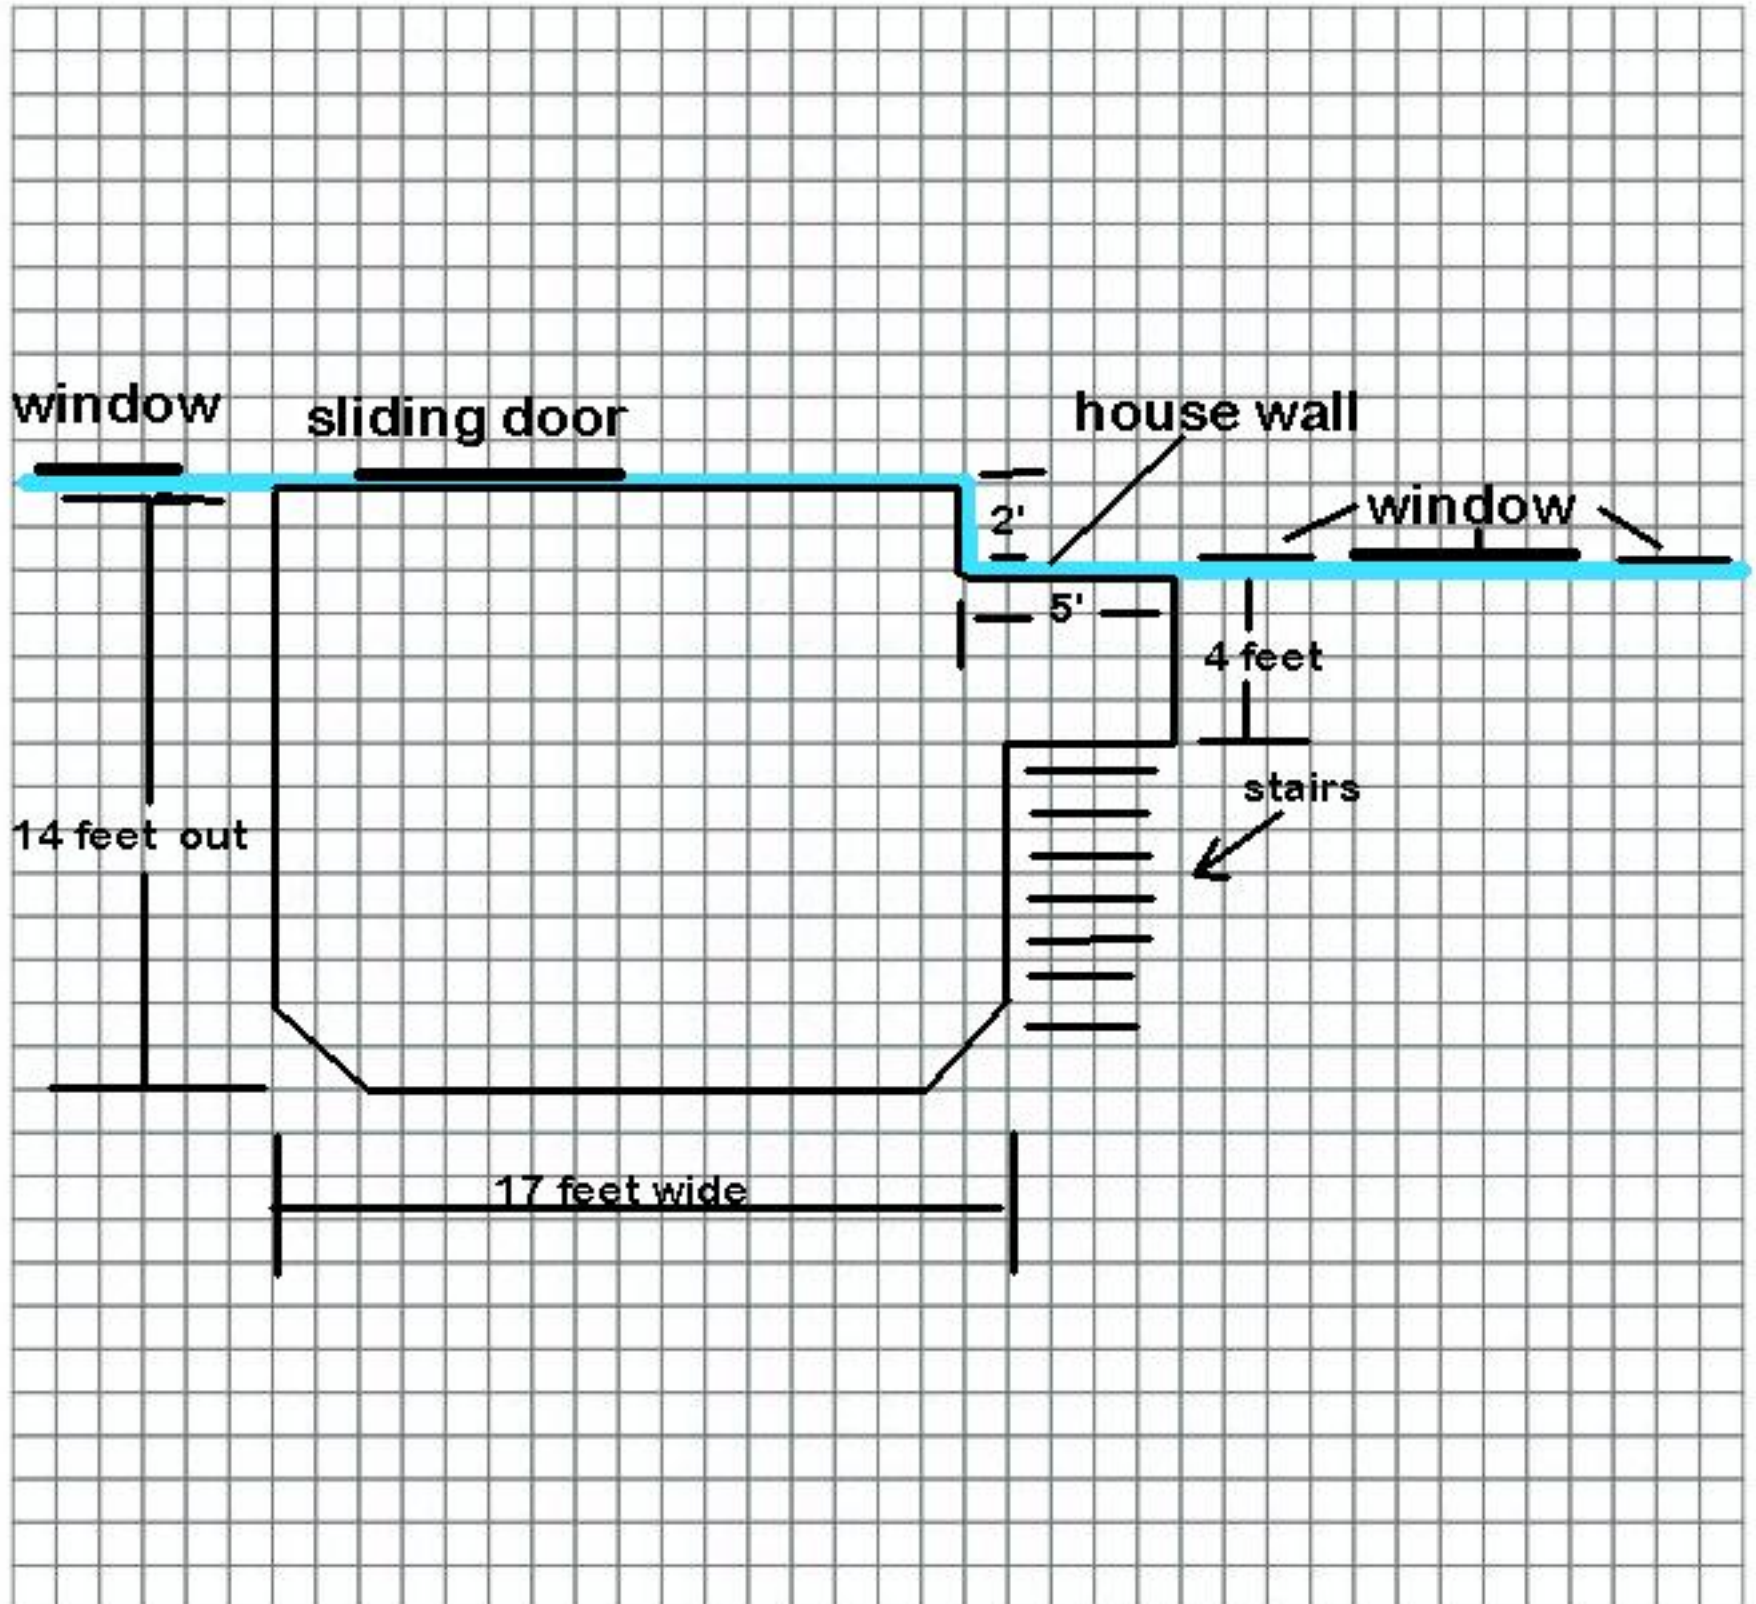 window
sliding door
house wall
window
2'
5'
4 feet
stairs
14 feet out
17 feet wide